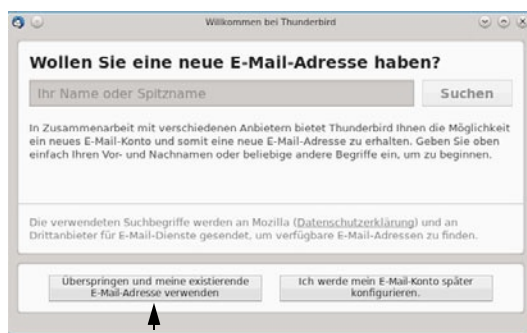 Willkommen bei Thunderbird
Wollen Sie eine neue E-Mail-Adresse haben?
Ihr Name oder Spitzname
Suchen
In Zusammenarbeit mit verschiedenen Anbietern bietet Thunderbird Ihnen die Möglichkeit
ein neues E-Mail-Konto und somit eine neue E-Mail-Adresse zu erhalten. Geben Sie oben
einfach Ihren Vor- und Nachnamen oder beliebige andere Begriffe ein, um zu beginnen.
Die verwendeten Suchbegriffe werden an Mozilla (Datenschutzerklärung) und an
Drittanbieter für E-Mail-Dienste gesendet, um verfügbare E-Mail-Adressen zu finden.
Überspringen und meine existierende
E-Mail-Adresse verwenden
Ich werde mein E-Mail-Konto später
konfigurieren.